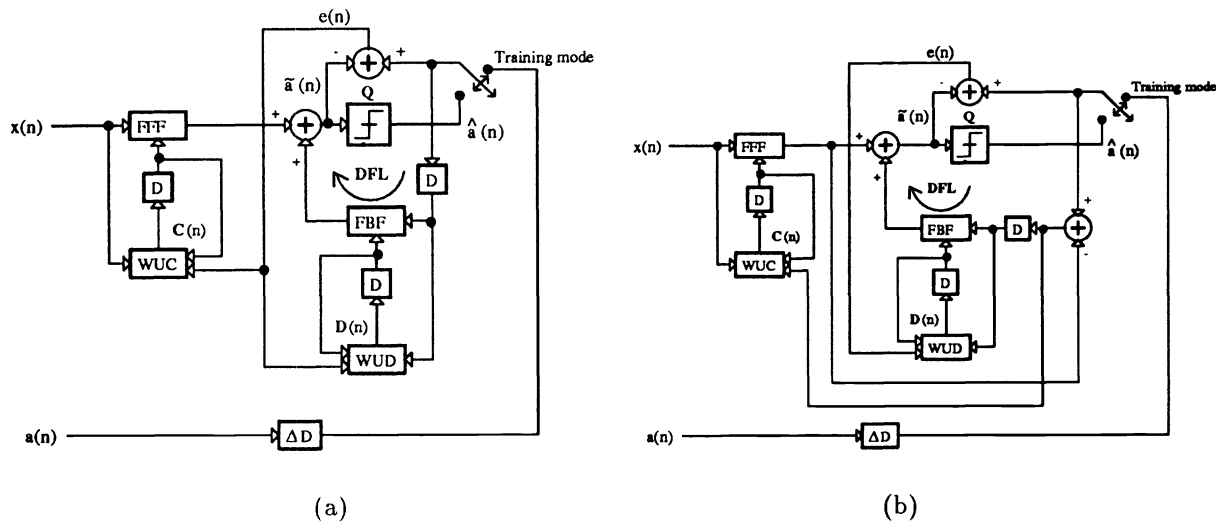 e(n)
-
+
Training mode
ã(n)
Q
x(n)
FFF
+
+
â(n)
+
DFL
D
D
C(n)
FBF
WUC
D
D(n)
WUD
a(n)
ΔD
(a)
e(n)
-
+
Training mode
ã(n)
Q
x(n)
FFF
+
+
â(n)
+
DFL
+
D
C(n)
FBF
D
+
-
WUC
D
D(n)
WUD
a(n)
ΔD
(b)